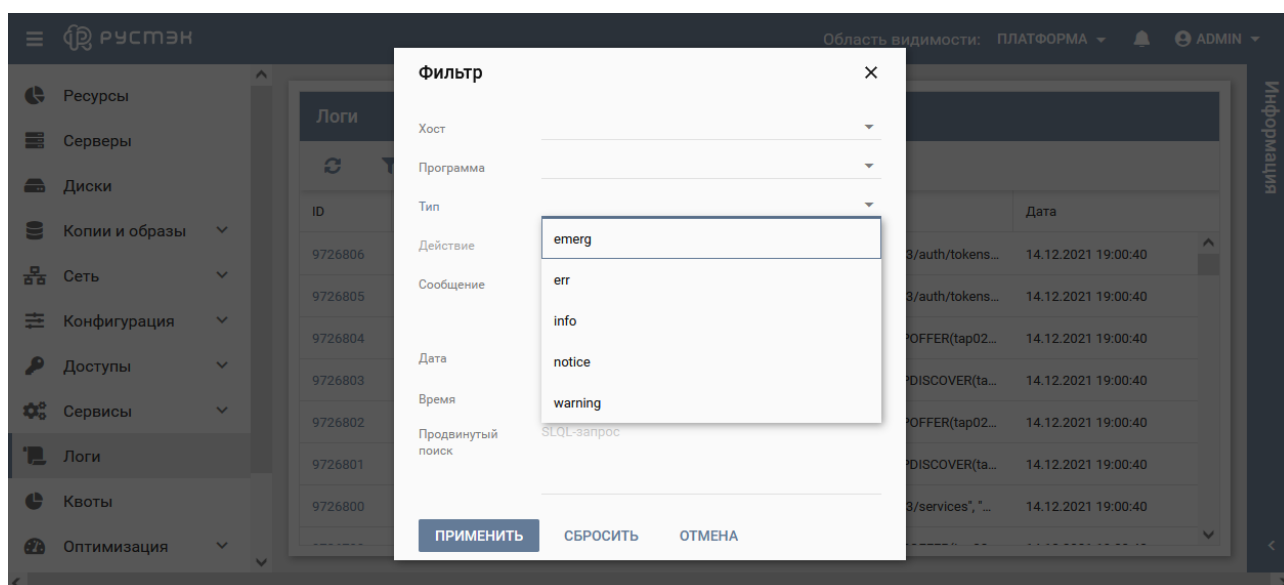 РУСТЭК
Область видимости: ПЛАТФОРМА
ADMIN
Ресурсы
Серверы
Диски
Копии и образы
Сеть
Конфигурация
Доступы
Сервисы
Логи
Квоты
Оптимизация
Логи
ID
Дата
9726806
3/auth/tokens... 14.12.2021 19:00:40
9726805
3/auth/tokens... 14.12.2021 19:00:40
9726804
POFFER(tap02... 14.12.2021 19:00:40
9726803
PDISCOVER(ta... 14.12.2021 19:00:40
9726802
POFFER(tap02... 14.12.2021 19:00:40
9726801
PDISCOVER(ta... 14.12.2021 19:00:40
9726800
3/services", "... 14.12.2021 19:00:40
Фильтр
Хост
Программа
Тип
emerg
err
info
notice
warning
Действие
Сообщение
Дата
Время
Продвинутый
поиск
SLQL-запрос
ПРИМЕНИТЬ СБРОСИТЬ ОТМЕНА
Информация